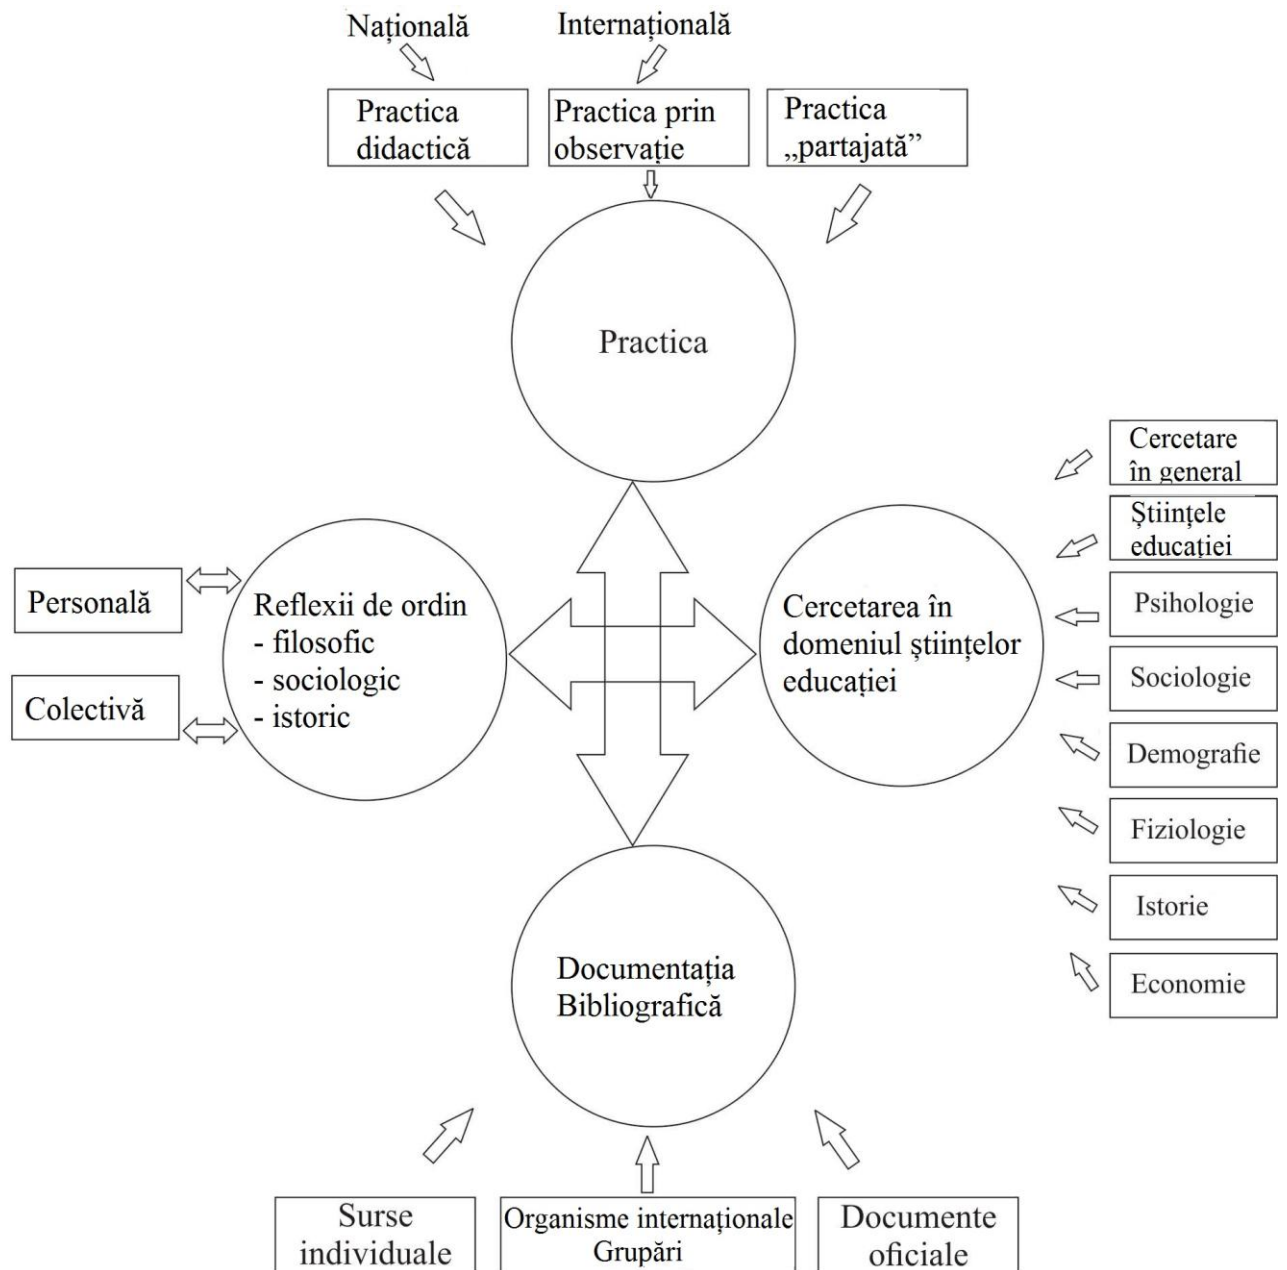 Națională
Internațională
Practica
didactică
Practica prin
observație
Practica
„partajată”
Practica
Cercetare
în general
Științele
educației
Psihologie
Sociologie
Demografie
Fiziologie
Istorie
Economie
Personală
Colectivă
Reflexii de ordin
- filosofic
- sociologic
- istoric
Cercetarea în
domeniul științelor
educației
Documentația
Bibliografică
Surse
individuale
Organisme internaționale
Grupări
Documente
oficiale